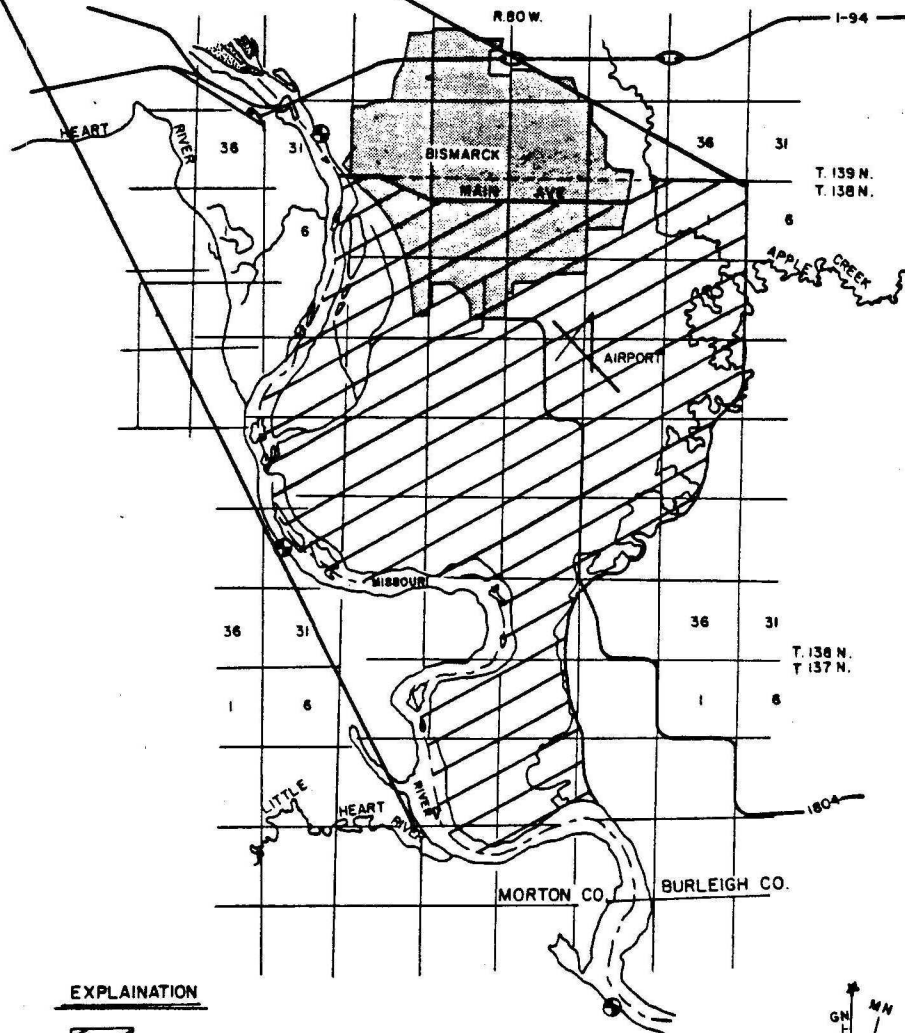 R.80 W.
I-94
HEART
RIVER
36
31
BISMARCK
36
31
T. 139 N.
T. 138 N.
MAIN AVE
6
6
APPLE CREEK
AIRPORT
MISSOURI
36
31
36
31
T. 138 N.
T 137 N.
1
6
1
6
LITTLE
HEART
RIVER
RIVER
1804
MORTON CO.
BURLEIGH CO.
EXPLAINATION
GN
MN